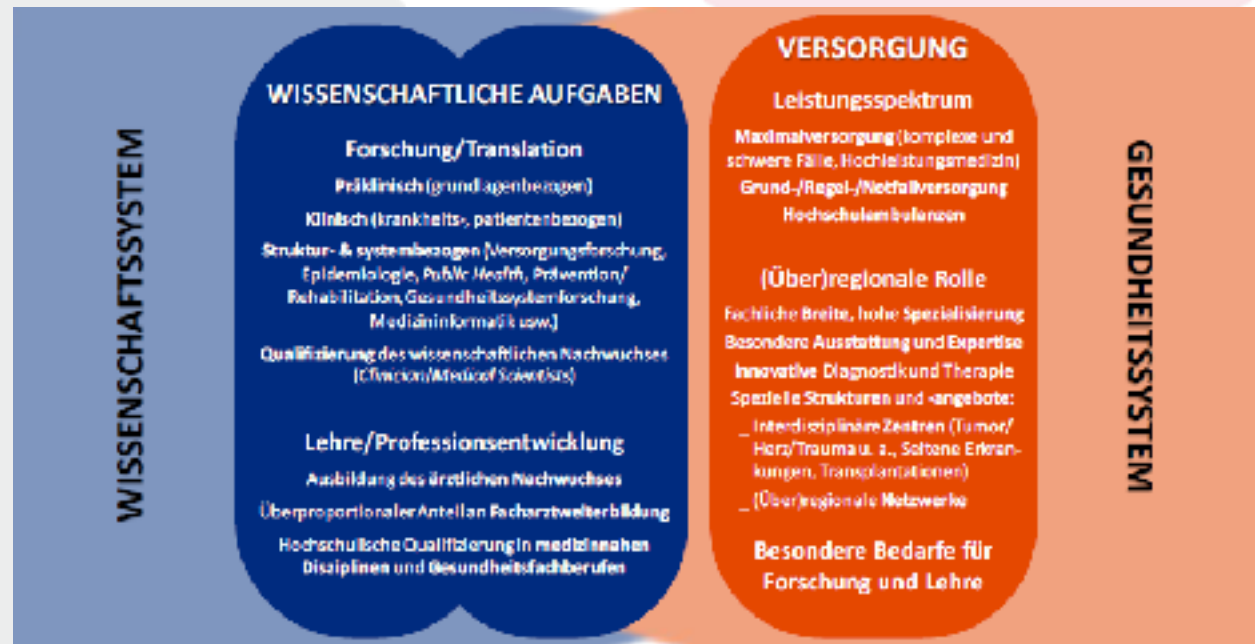 WISSENSCHAFTSSYSTEM
WISSENSCHAFTLICHE AUFGABEN
Forschung/Translation
Präklinisch (grundlagenbezogen)
Klinisch (krankheits-, patientenbezogen)
Struktur- & systembezogen (Versorgungsforschung,
Epidemiologie, Public Health, Prävention/
Rehabilitation, Gesundheitssystemforschung,
Medizininformatik usw.)
Qualifizierung des wissenschaftlichen Nachwuchses
(Clinician/Medical Scientists)
Lehre/Professionsentwicklung
Ausbildung des ärztlichen Nachwuchses
Überproportionaler Anteil an Facharztweiterbildung
Hochschulische Qualifizierung in medizinnahen
Disziplinen und Gesundheitsfachberufen
VERSORGUNG
Leistungsspektrum
Maximalversorgung (komplexe und
schwere Fälle, Hochleistungsmedizin)
Grund-/Regel-/Notfallversorgung
Hochschulambulanzen
(Über)regionale Rolle
Fachliche Breite, hohe Spezialisierung
Besondere Ausstattung und Expertise
Innovative Diagnostik und Therapie
Spezielle Strukturen und -angebote:
_ Interdisziplinäre Zentren (Tumor/
Herz/Trauma u. a., Seltene Erkran-
kungen, Transplantationen)
_ (Über)regionale Netzwerke
Besondere Bedarfe für
Forschung und Lehre
GESUNDHEITSSYSTEM